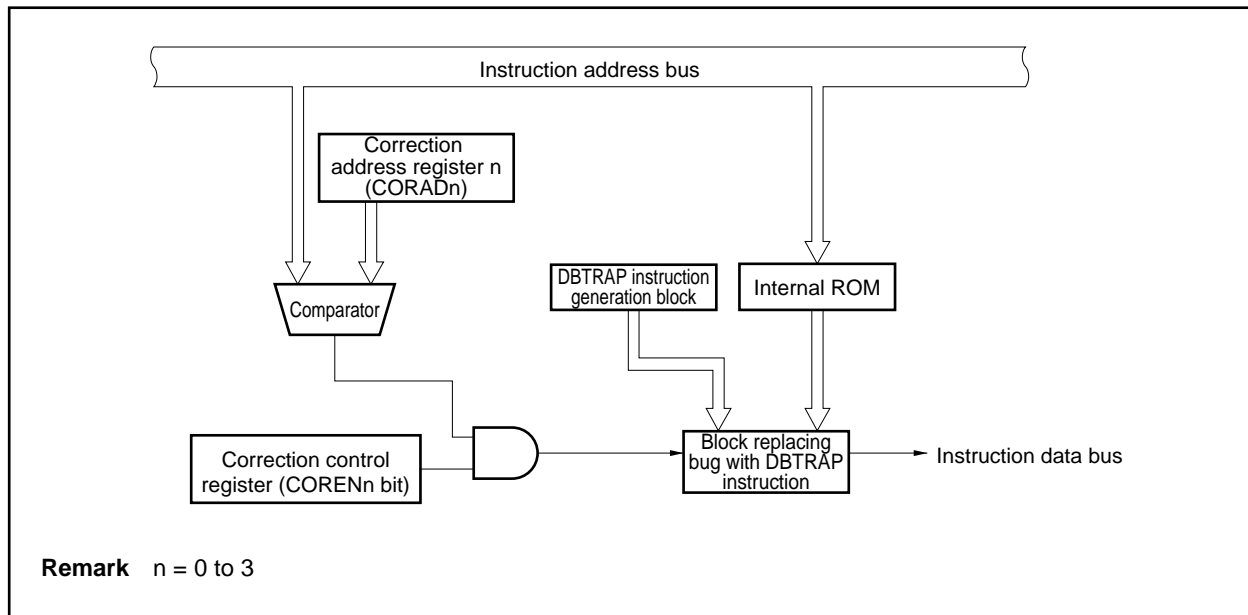 Instruction address bus
Correction
address register n
(CORADn)
Comparator
DBTRAP instruction
generation block
Internal ROM
Correction control
register (CORENn bit)
Block replacing
bug with DBTRAP
instruction
Instruction data bus
Remark n = 0 to 3